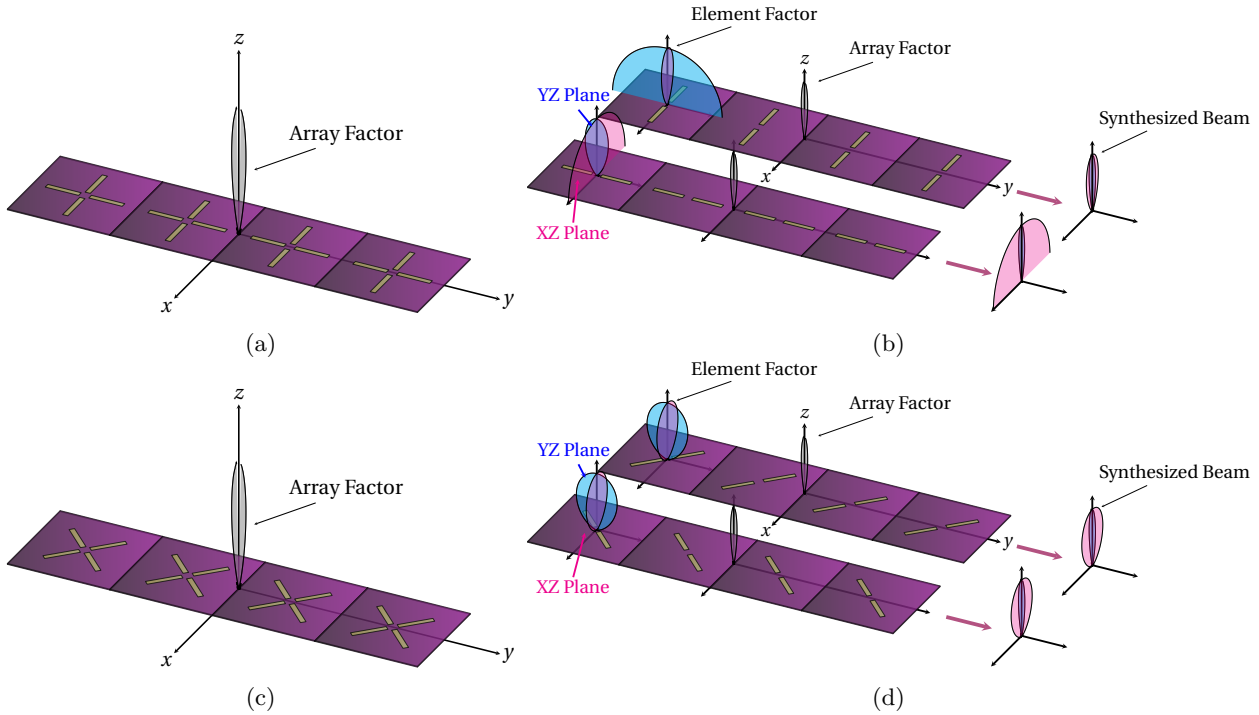 z
Array Factor
x
y
(a)
Element Factor
Array Factor
z
YZ Plane
Synthesized Beam
x
y
XZ Plane
(b)
z
Array Factor
x
y
(c)
Element Factor
Array Factor
z
YZ Plane
Synthesized Beam
x
y
XZ Plane
(d)